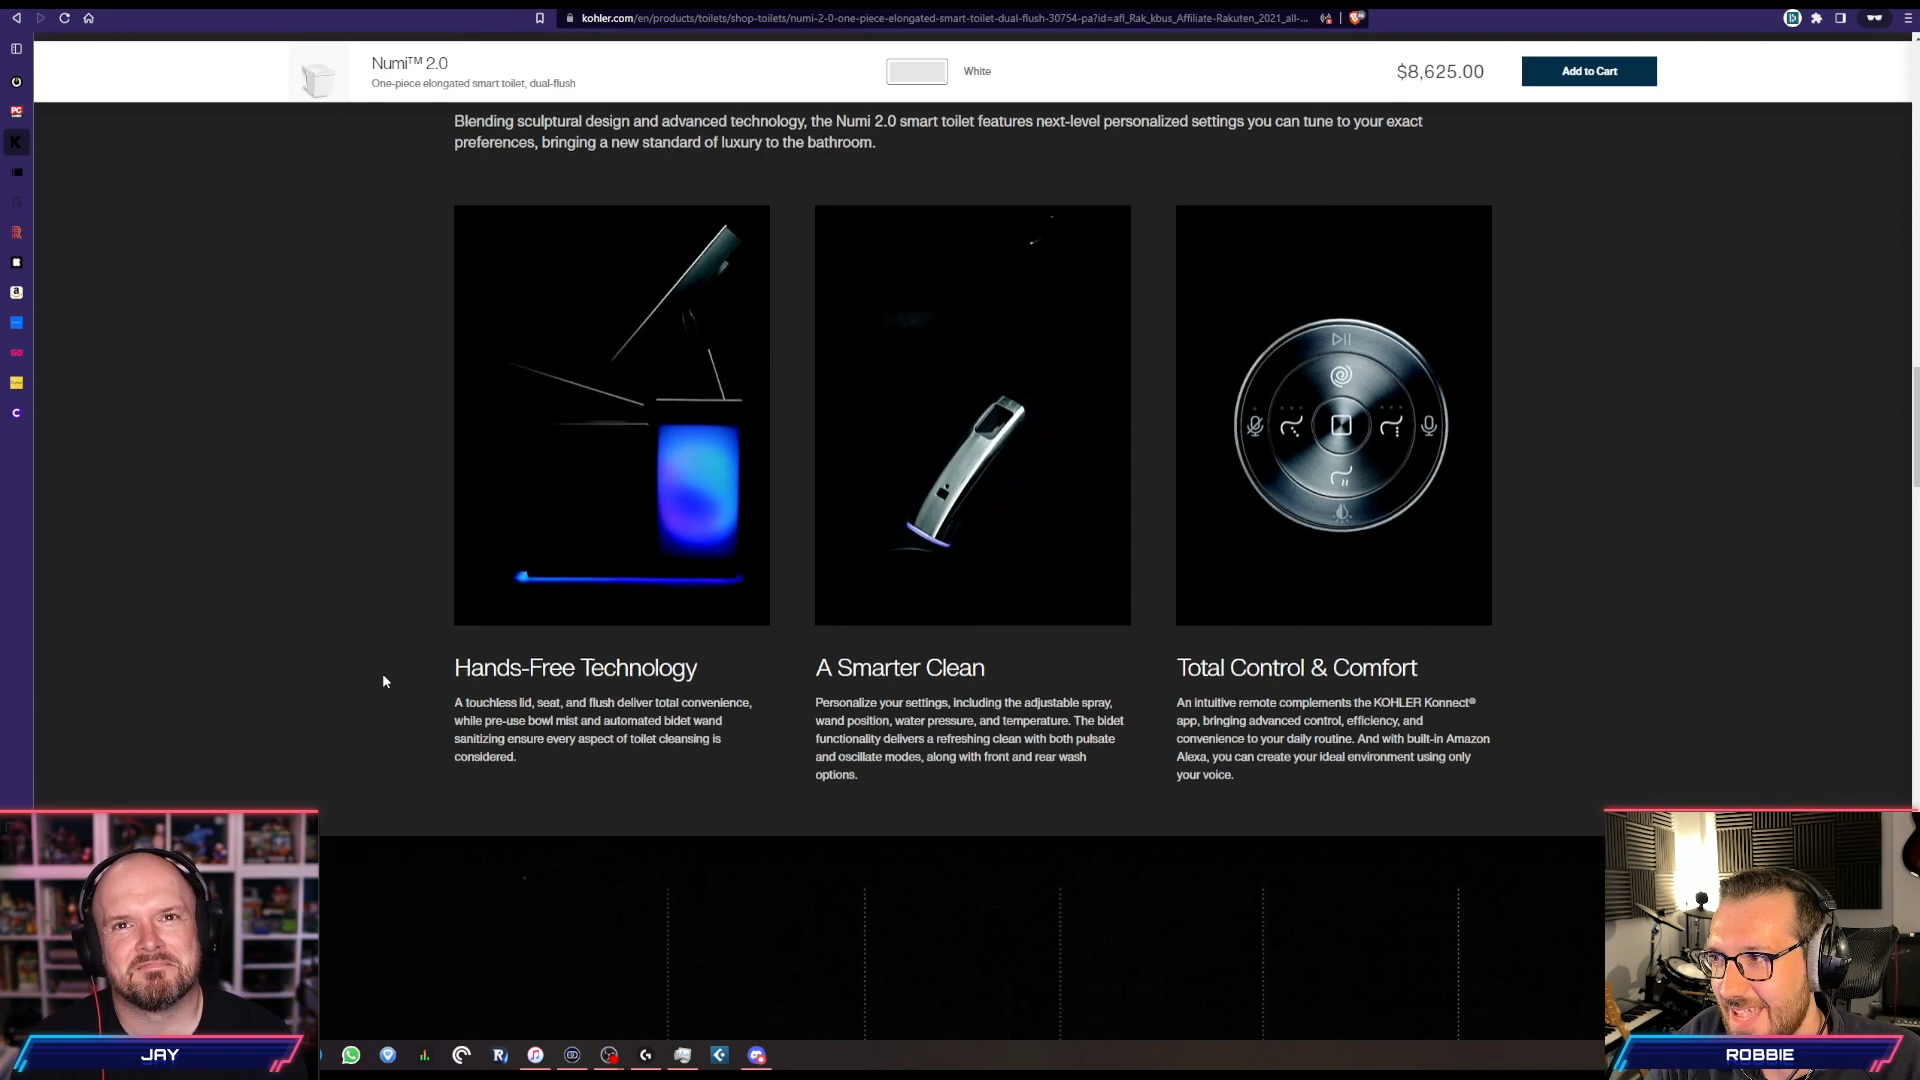 kohler.com/en/products/toilets/shop-toilets/numi-2-0-one-piece-elongated-smart-toilet-dual-flush-30754-pa?id=afl_Rak_kbus_Affiliate-Rakuten_2021_all-...
Numi™ 2.0
One-piece elongated smart toilet, dual-flush
White
$8,625.00
Add to Cart
Blending sculptural design and advanced technology, the Numi 2.0 smart toilet features next-level personalized settings you can tune to your exact
preferences, bringing a new standard of luxury to the bathroom.
Hands-Free Technology
A touchless lid, seat, and flush deliver total convenience,
while pre-use bowl mist and automated bidet wand
sanitizing ensure every aspect of toilet cleansing is
considered.
A Smarter Clean
Personalize your settings, including the adjustable spray,
wand position, water pressure, and temperature. The bidet
functionality delivers a refreshing clean with both pulsate
and oscillate modes, along with front and rear wash
options.
Total Control & Comfort
An intuitive remote complements the KOHLER Konnect®
app, bringing advanced control, efficiency, and
convenience to your daily routine. And with built-in Amazon
Alexa, you can create your ideal environment using only
your voice.
JAY
ROBBIE